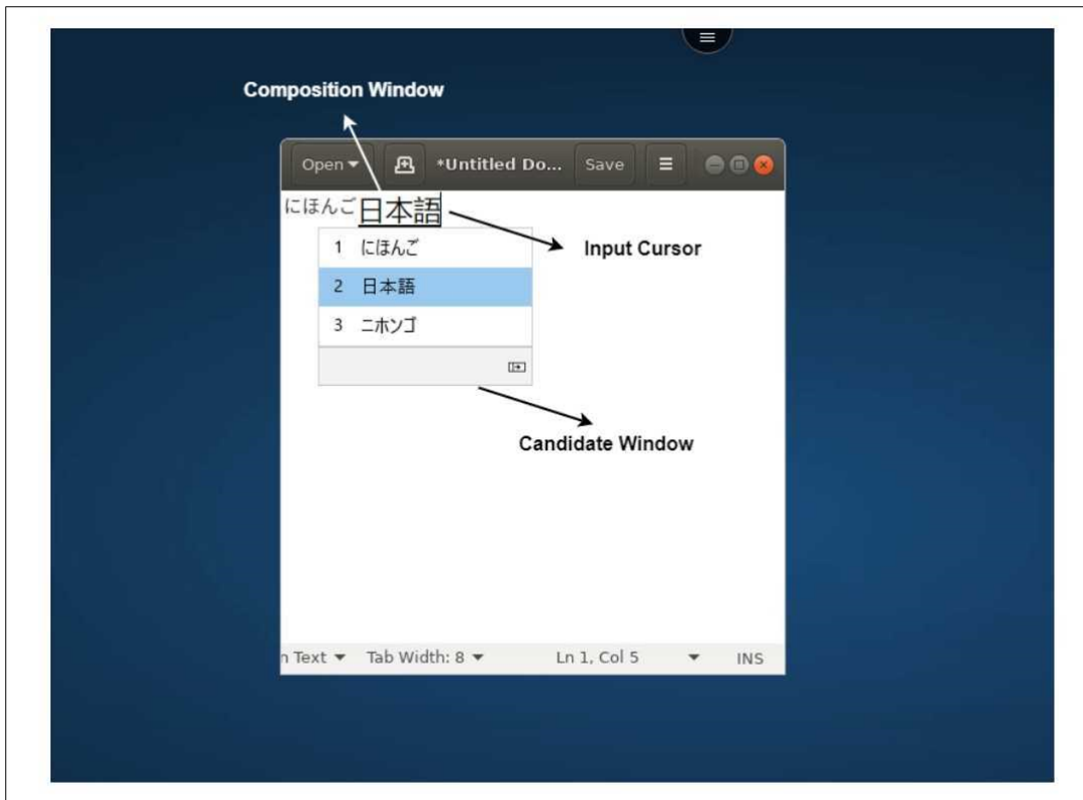 Composition Window
Open *Untitled Do... Save
にほんご日本語
Input Cursor
1 にほんご
2 日本語
3 ニホンゴ
Candidate Window
n Text Tab Width: 8 Ln 1, Col 5 INS